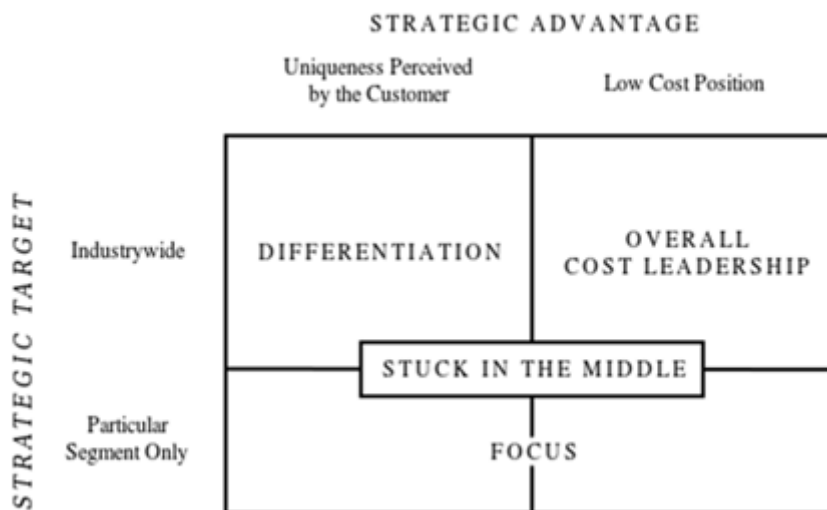 STRATEGIC ADVANTAGE
Uniqueness Perceived
by the Customer
Low Cost Position
STRATEGIC TARGET
Industrywide
DIFFERENTIATION
OVERALL
COST LEADERSHIP
STUCK IN THE MIDDLE
Particular
Segment Only
FOCUS